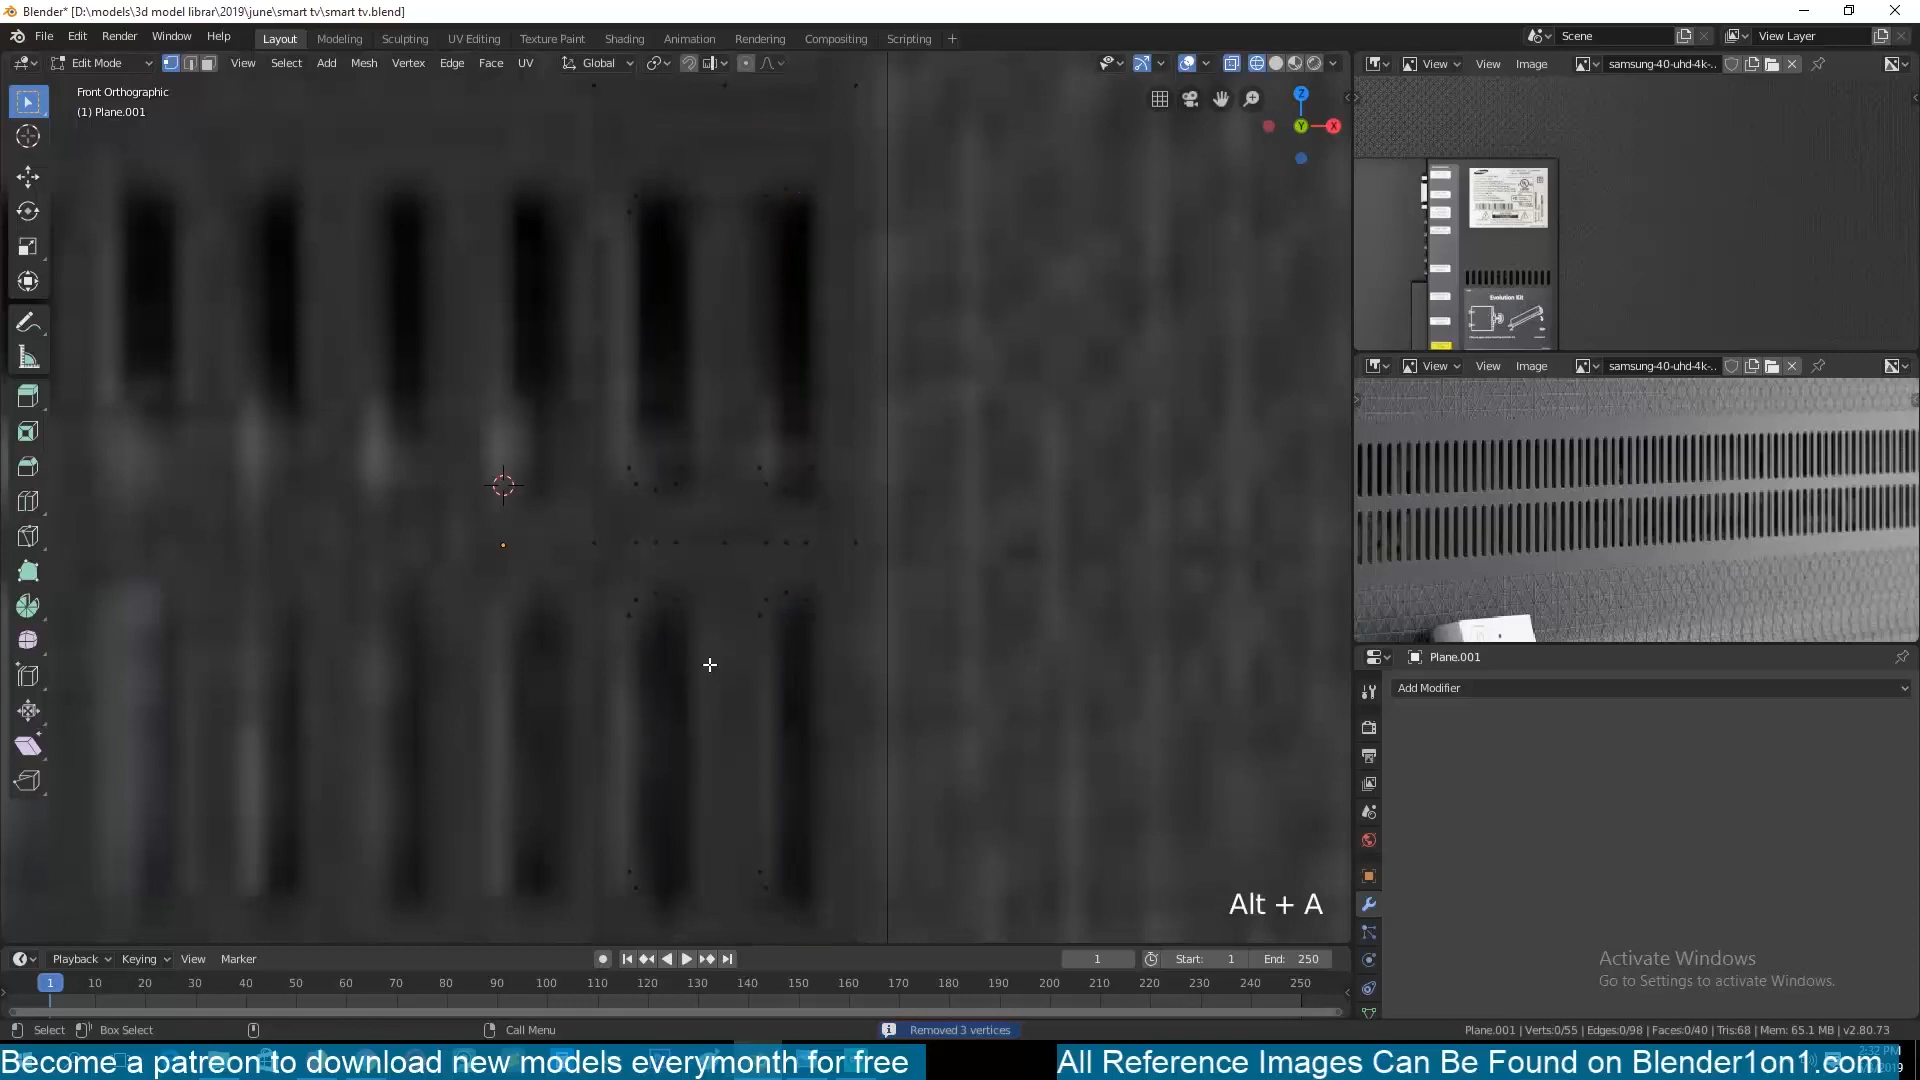 Blender* [D:\models\3d model librar\2019\june\smart tv\smart tv.blend]
File Edit Render Window Help
Layout Modeling Sculpting UV Editing Texture Paint Shading Animation Rendering Compositing Scripting +
Scene
View Layer
Edit Mode
View Select Add Mesh Vertex Edge Face UV
Global
View View Image samsung-40-uhd-4k-..
Front Orthographic
(1) Plane.001
Z
Y
X
Evolution Kit
View View Image samsung-40-uhd-4k-..
Plane.001
Add Modifier
Alt + A
Activate Windows
Go to Settings to activate Windows.
Playback Keying View Marker
1
Start: 1
End: 250
1 10 20 30 40 50 60 70 80 90 100 110 120 130 140 150 160 170 180 190 200 210 220 230 240 250
Select Box Select Call Menu
Removed 3 vertices
Plane.001 | Verts:0/55 | Edges:0/98 | Faces:0/40 | Tris:68 | Mem: 65.1 MB | v2.80.73
Become a patreon to download new models everymonth for free
All Reference Images Can Be Found on Blender1on1.com
2:32 PM